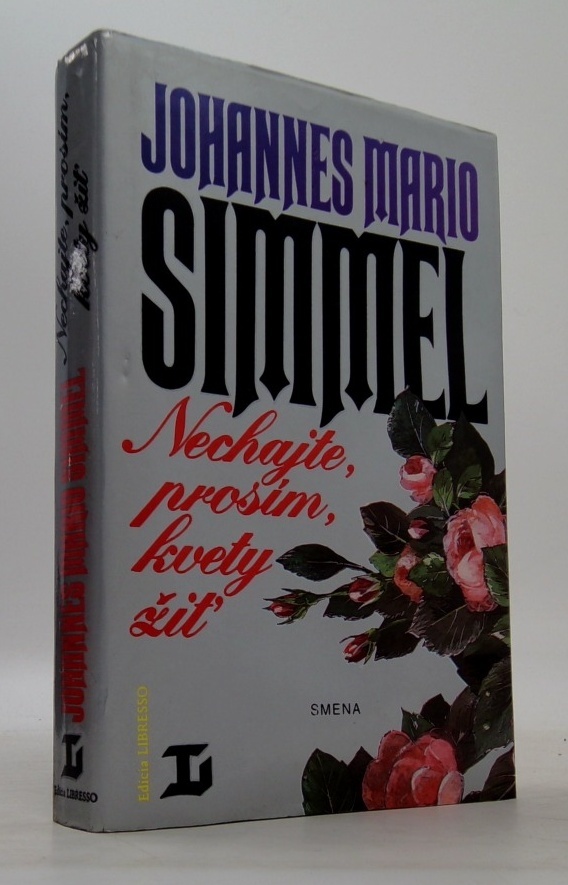 JOHANNES MARIO
SIMMEL
Nechajte,
prosím,
kvety
žiť
SMENA
Edícia LIBRESSO
L
Nechajte, prosím,
kvety žiť
JOHANNES MARIO SIMMEL
L
Edícia LIBRESSO